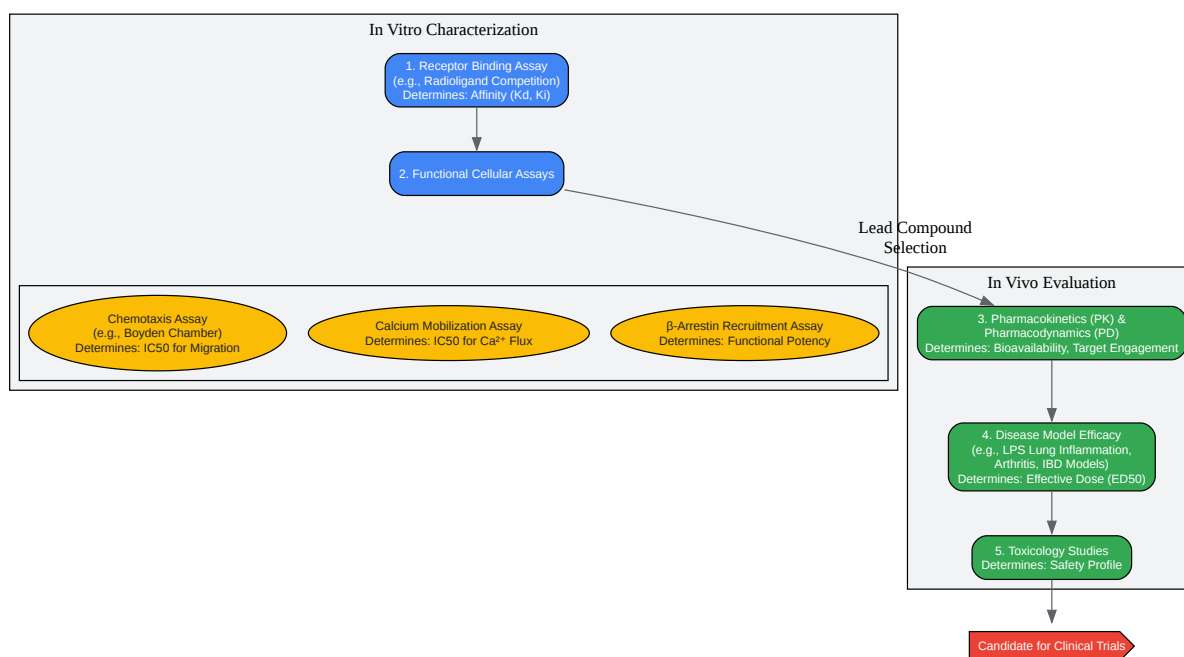 In Vitro Characterization
1. Receptor Binding Assay
(e.g., Radioligand Competition)
Determines: Affinity (Kd, Ki)
2. Functional Cellular Assays
Lead Compound
Selection
Chemotaxis Assay
(e.g., Boyden Chamber)
Determines: IC50 for Migration
Calcium Mobilization Assay
Determines: IC50 for Ca²⁺ Flux
β-Arrestin Recruitment Assay
Determines: Functional Potency
In Vivo Evaluation
3. Pharmacokinetics (PK) &
Pharmacodynamics (PD)
Determines: Bioavailability, Target Engagement
4. Disease Model Efficacy
(e.g., LPS Lung Inflammation,
Arthritis, IBD Models)
Determines: Effective Dose (ED50)
5. Toxicology Studies
Determines: Safety Profile
Candidate for Clinical Trials